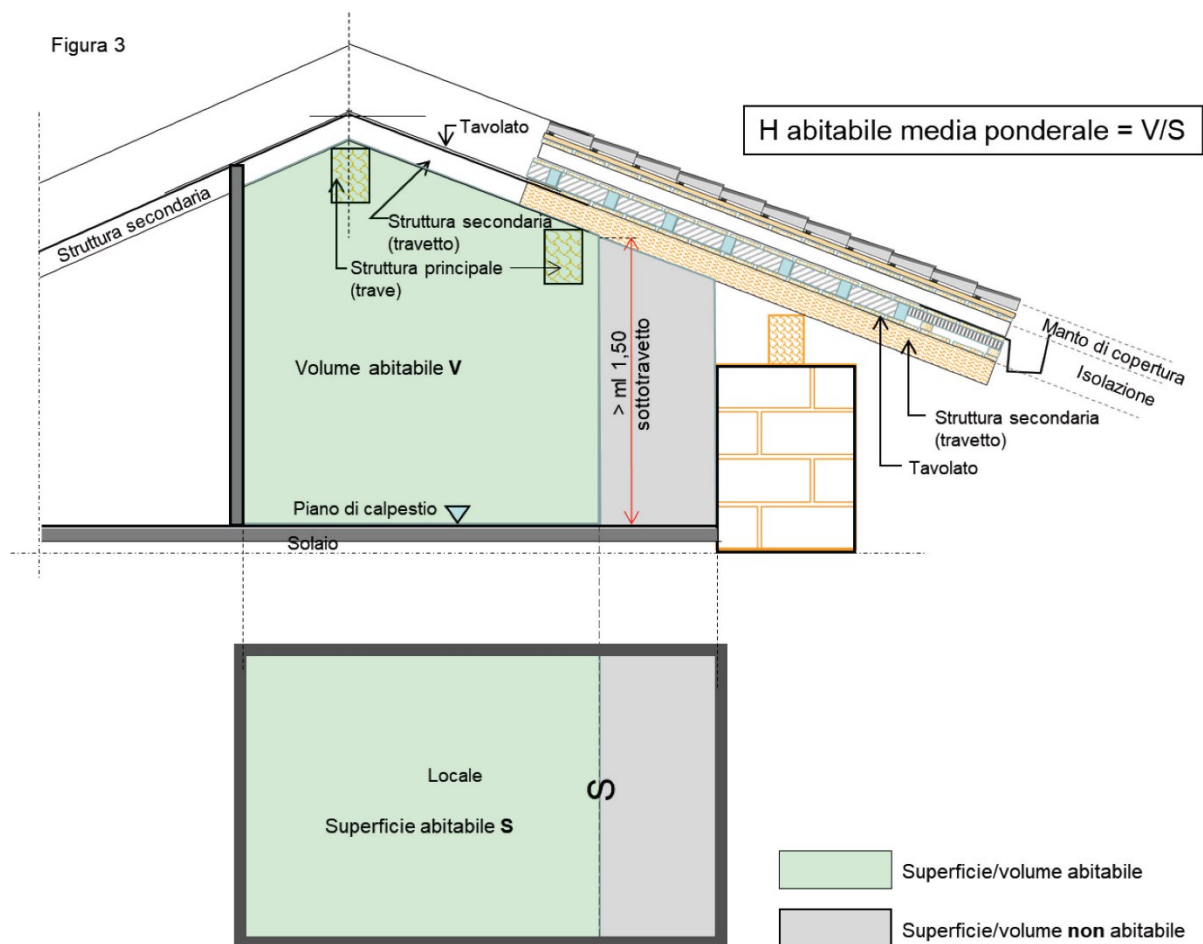 Figura 3
H abitabile media ponderale = V/S
Tavolato
Struttura secondaria
Struttura secondaria
(travetto)
Struttura principale
(trave)
Volume abitabile V
> ml 1,50
sottotravetto
Manto di copertura
Isolazione
Struttura secondaria
(travetto)
Tavolato
Piano di calpestio
Solaio
Locale
S
Superficie abitabile S
Superficie/volume abitabile
Superficie/volume non abitabile